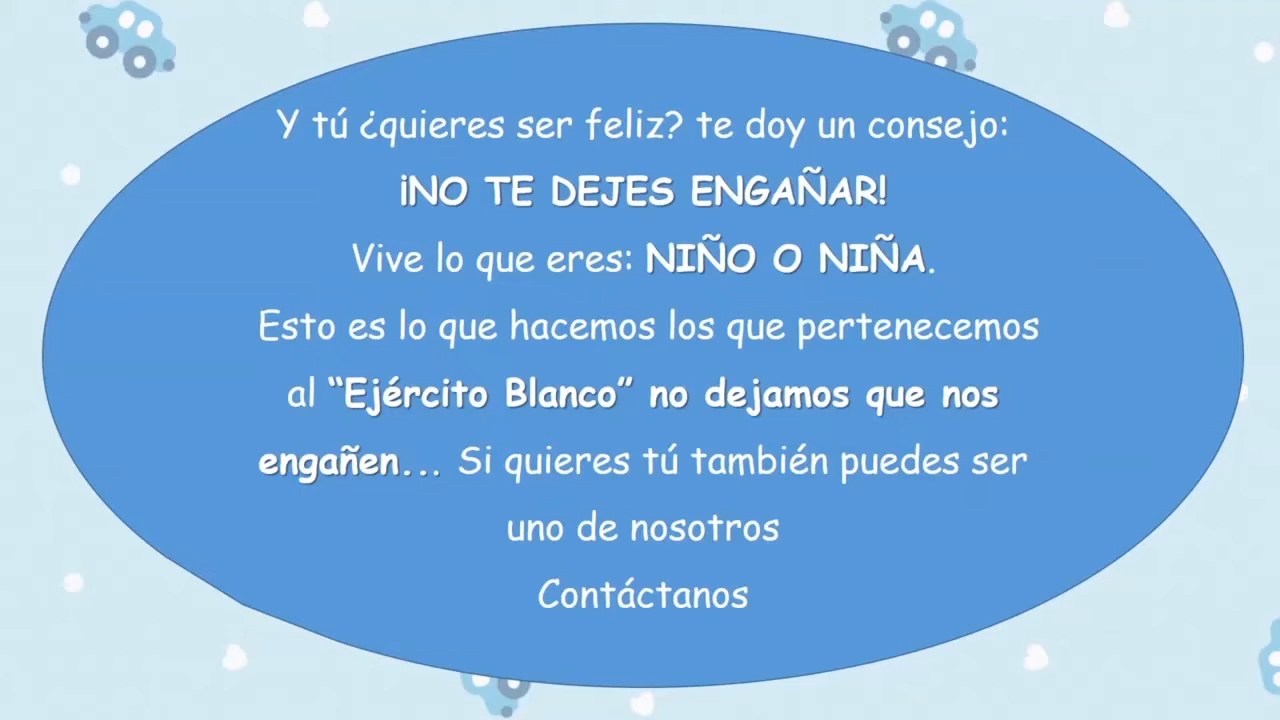 Y tú ¿quieres ser feliz? te doy un consejo:
¡NO TE DEJES ENGAÑAR!
Vive lo que eres: NIÑO O NIÑA.
Esto es lo que hacemos los que pertenecemos
al “Ejército Blanco” no dejamos que nos
engañen... Si quieres tú también puedes ser
uno de nosotros
Contáctanos